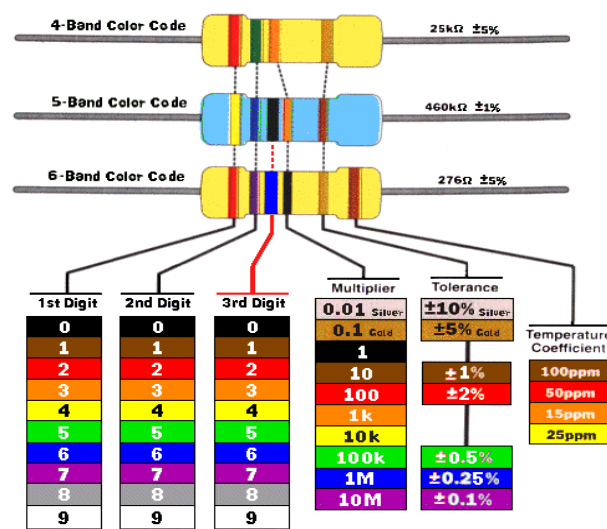 4-Band Color Code
25kΩ ±5%
5-Band Color Code
460kΩ ±1%
6-Band Color Code
276Ω ±5%
1st Digit
0
1
2
3
4
5
6
7
8
9
2nd Digit
0
1
2
3
4
5
6
7
8
9
3rd Digit
0
1
2
3
4
5
6
7
8
9
Multiplier
0.01 Silver
0.1 Gold
1
10
100
1k
10k
100k
1M
10M
Tolerance
±10% Silver
±5% Gold
±1%
±2%
±0.5%
±0.25%
±0.1%
Temperature
Coefficient
100ppm
50ppm
15ppm
25ppm